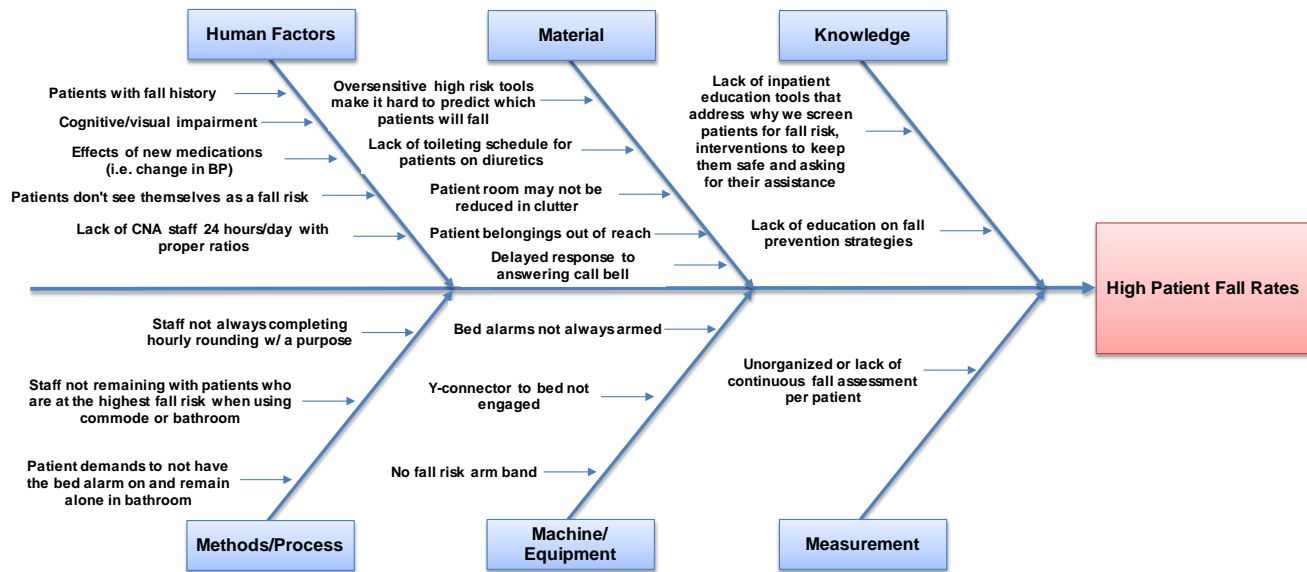 Human Factors
Material
Knowledge
Patients with fall history
Cognitive/visual impairment
Effects of new medications
(i.e. change in BP)
Patients don't see themselves as a fall risk
Lack of CNA staff 24 hours/day with
proper ratios
Oversensitive high risk tools
make it hard to predict which
patients will fall
Lack of toileting schedule for
patients on diuretics
Patient room may not be
reduced in clutter
Patient belongings out of reach
Delayed response to
answering call bell
Lack of inpatient
education tools that
address why we screen
patients for fall risk,
interventions to keep
them safe and asking
for their assistance
Lack of education on fall
prevention strategies
High Patient Fall Rates
Staff not always completing
hourly rounding w/ a purpose
Staff not remaining with patients who
are at the highest fall risk when using
commode or bathroom
Patient demands to not have
the bed alarm on and remain
alone in bathroom
Bed alarms not always armed
Y-connector to bed not
engaged
No fall risk arm band
Unorganized or lack of
continuous fall assessment
per patient
Methods/Process
Machine/
Equipment
Measurement